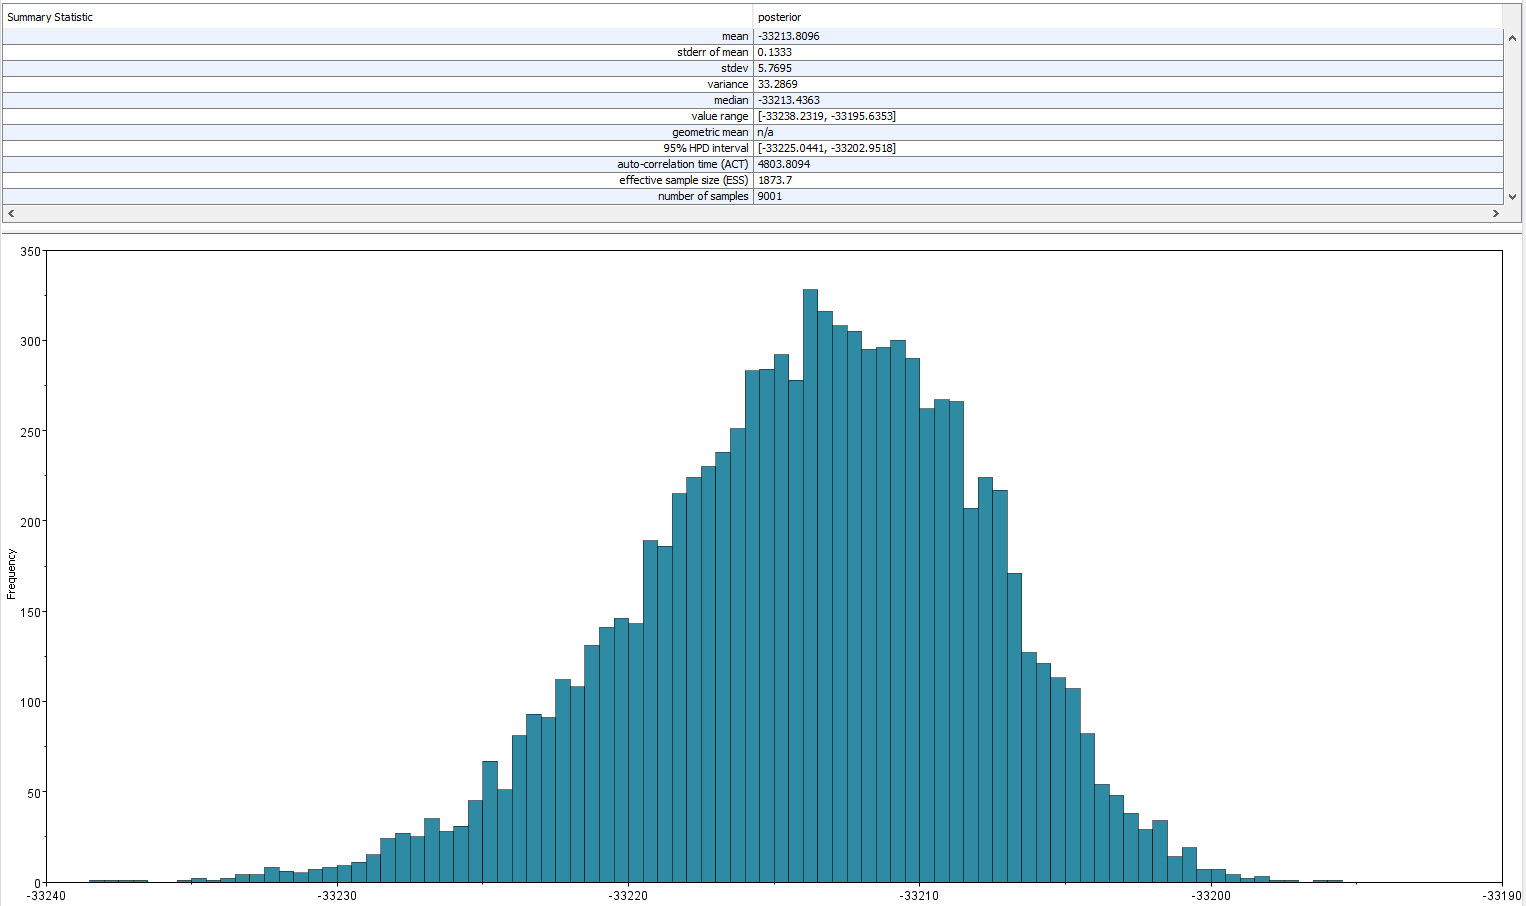 Summary Statistic posterior
mean -33213.8096
stderr of mean 0.1333
stdev 5.7695
variance 33.2869
median -33213.4363
value range [-33238.2319, -33195.6353]
geometric mean n/a
95% HPD interval [-33225.0441, -33202.9518]
auto-correlation time (ACT) 4803.8094
effective sample size (ESS) 1873.7
number of samples 9001
350
300
250
200
150
100
50
0
Frequency
-33240 -33230 -33220 -33210 -33200 -33190